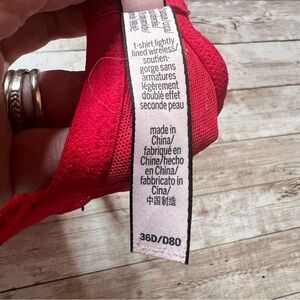 t-shirt lightly
lined wireless/
soutien-
gorge sans
armatures
légèrement
doublé effet
seconde peau
made in
China/
fabriqué en
Chine/hecho
en China/
fabbricato in
Cina/
中国制造
36D/D80